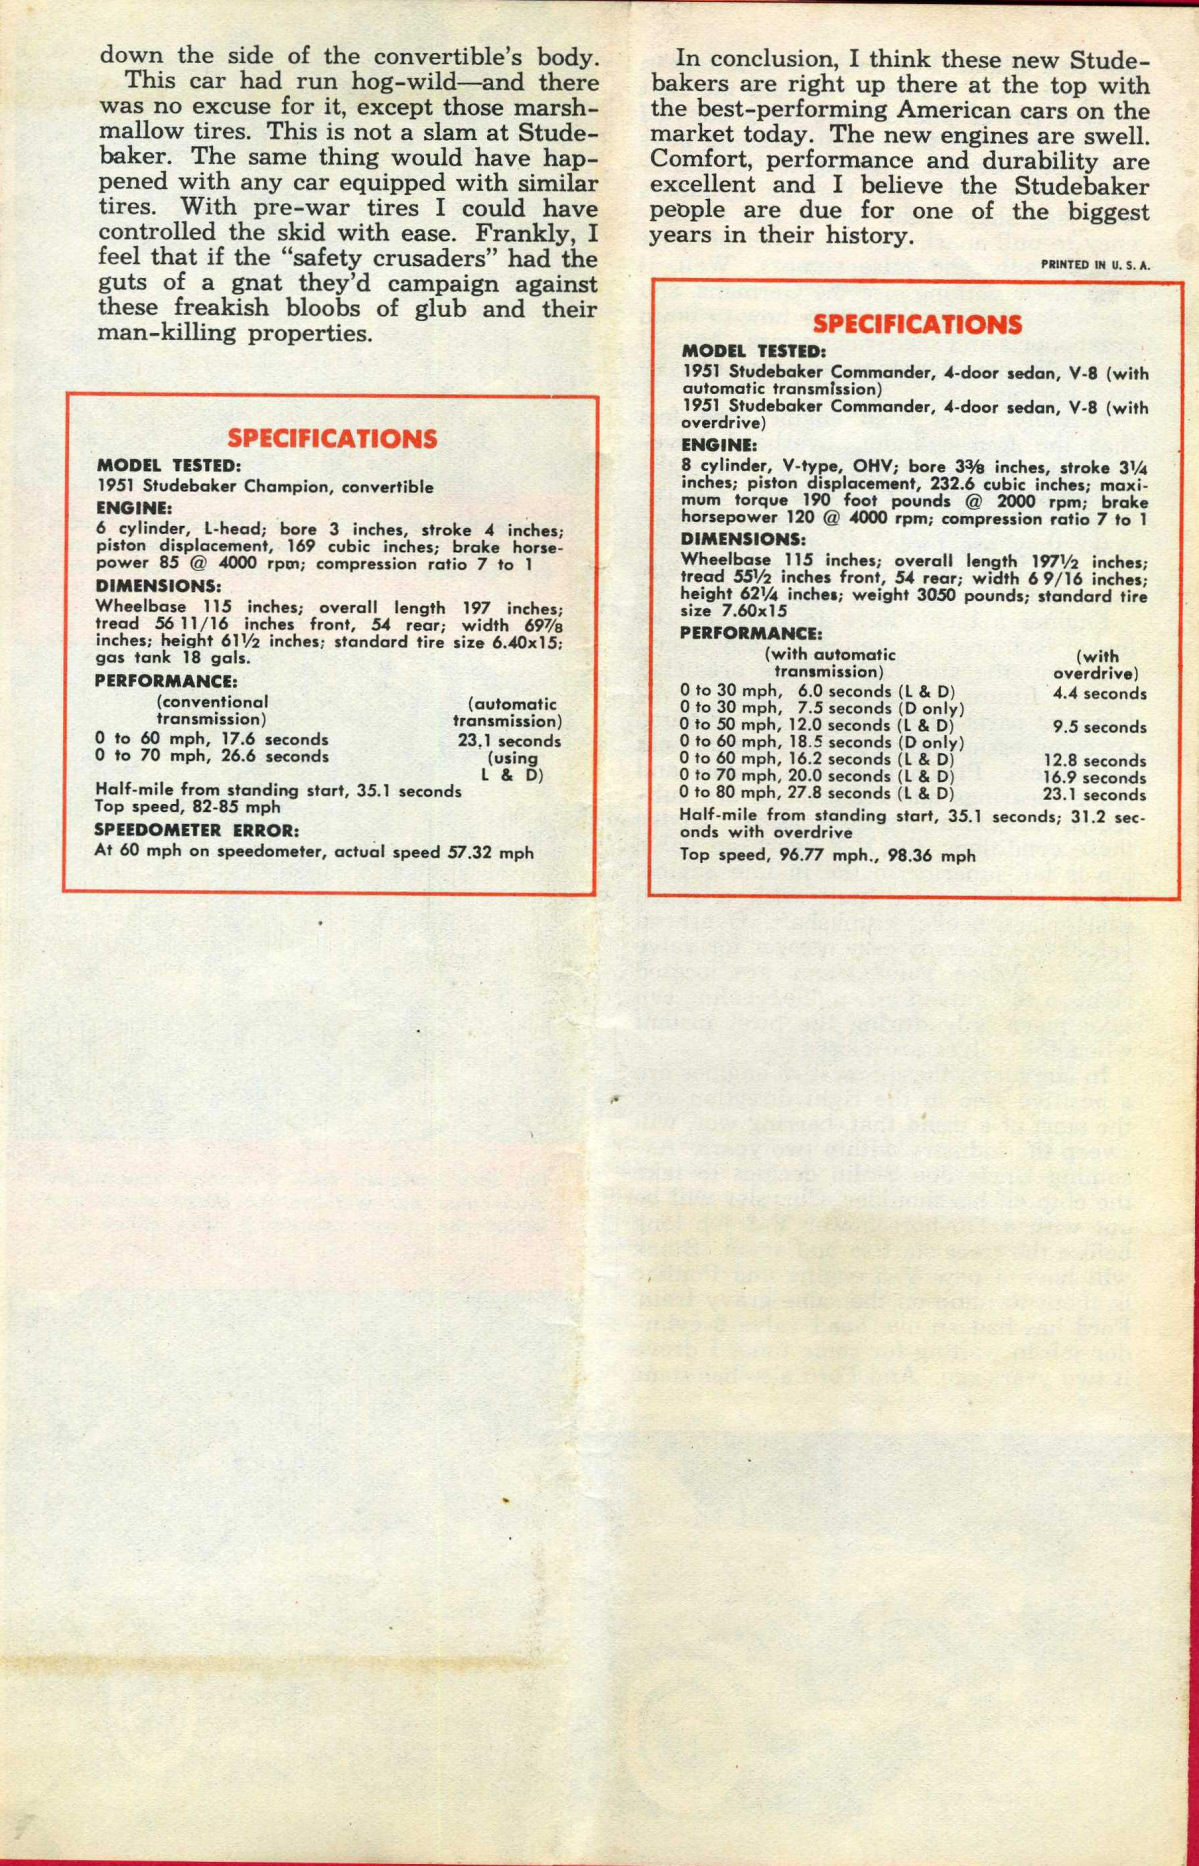 down the side of the convertible's body.
This car had run hog-wild—and there
was no excuse for it, except those marsh-
mallow tires. This is not a slam at Stude-
baker. The same thing would have hap-
pened with any car equipped with similar
tires. With pre-war tires I could have
controlled the skid with ease. Frankly, I
feel that if the “safety crusaders” had the
guts of a gnat they'd campaign against
these freakish bloobs of glub and their
man-killing properties.
SPECIFICATIONS
MODEL TESTED:
1951 Studebaker Champion, convertible
ENGINE:
6 cylinder, L-head; bore 3 inches, stroke 4 inches;
piston displacement, 169 cubic inches; brake horse-
power 85 @ 4000 rpm; compression ratio 7 to 1
DIMENSIONS:
Wheelbase 115 inches; overall length 197 inches;
tread 56 11/16 inches front, 54 rear; width 69⅞
inches; height 61½ inches; standard tire size 6.40x15;
gas tank 18 gals.
PERFORMANCE:
(conventional (automatic
transmission) transmission)
0 to 60 mph, 17.6 seconds 23.1 seconds
0 to 70 mph, 26.6 seconds (using
L & D)
Half-mile from standing start, 35.1 seconds
Top speed, 82-85 mph
SPEEDOMETER ERROR:
At 60 mph on speedometer, actual speed 57.32 mph
In conclusion, I think these new Stude-
bakers are right up there at the top with
the best-performing American cars on the
market today. The new engines are swell.
Comfort, performance and durability are
excellent and I believe the Studebaker
people are due for one of the biggest
years in their history.
PRINTED IN U. S. A.
SPECIFICATIONS
MODEL TESTED:
1951 Studebaker Commander, 4-door sedan, V-8 (with
automatic transmission)
1951 Studebaker Commander, 4-door sedan, V-8 (with
overdrive)
ENGINE:
8 cylinder, V-type, OHV; bore 3⅜ inches, stroke 3¼
inches; piston displacement, 232.6 cubic inches; maxi-
mum torque 190 foot pounds @ 2000 rpm; brake
horsepower 120 @ 4000 rpm; compression ratio 7 to 1
DIMENSIONS:
Wheelbase 115 inches; overall length 197½ inches;
tread 55½ inches front, 54 rear; width 6 9/16 inches;
height 62¼ inches; weight 3050 pounds; standard tire
size 7.60x15
PERFORMANCE:
(with automatic (with
transmission) overdrive)
0 to 30 mph, 6.0 seconds (L & D) 4.4 seconds
0 to 30 mph, 7.5 seconds (D only)
0 to 50 mph, 12.0 seconds (L & D) 9.5 seconds
0 to 60 mph, 18.5 seconds (D only)
0 to 60 mph, 16.2 seconds (L & D) 12.8 seconds
0 to 70 mph, 20.0 seconds (L & D) 16.9 seconds
0 to 80 mph, 27.8 seconds (L & D) 23.1 seconds
Half-mile from standing start, 35.1 seconds; 31.2 sec-
onds with overdrive
Top speed, 96.77 mph., 98.36 mph